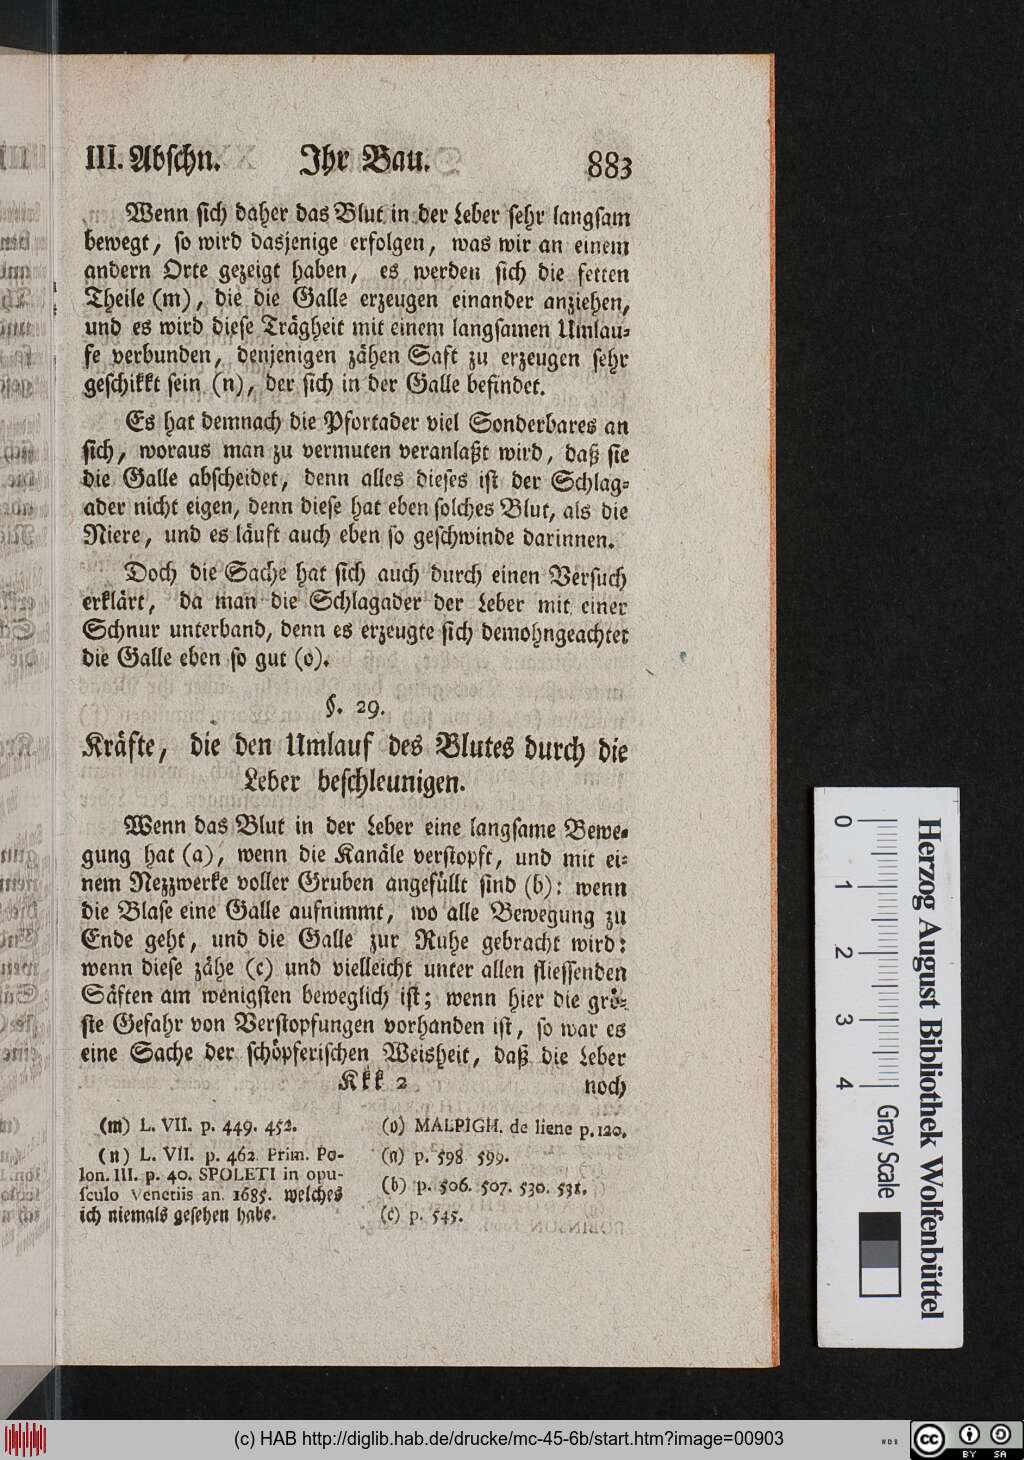 III. Abschn. Ihr Bau. 883
Wenn sich daher das Blut in der Leber sehr langsam
bewegt, so wird dasjenige erfolgen, was wir an einem
andern Orte gezeigt haben, es werden sich die fetten
Theile (m), die die Galle erzeugen einander anziehen,
und es wird diese Trägheit mit einem langsamen Umlau-
fe verbunden, denjenigen zähen Saft zu erzeugen sehr
geschikkt sein (n), der sich in der Galle befindet.
Es hat demnach die Pfortader viel Sonderbares an
sich, woraus man zu vermuten veranlaßt wird, daß sie
die Galle abscheidet, denn alles dieses ist der Schlag-
ader nicht eigen, denn diese hat eben solches Blut, als die
Niere, und es läuft auch eben so geschwinde darinnen.
Doch die Sache hat sich auch durch einen Versuch
erklärt, da man die Schlagader der Leber mit einer
Schnur unterband, denn es erzeugte sich demohngeachtet
die Galle eben so gut (o).
§. 29.
Kräfte, die den Umlauf des Blutes durch die
Leber beschleunigen.
Wenn das Blut in der Leber eine langsame Bewe-
gung hat (a), wenn die Kanäle verstopft, und mit ei-
nem Nezzwerke voller Gruben angefüllt sind (b): wenn
die Blase eine Galle aufnimmt, wo alle Bewegung zu
Ende geht, und die Galle zur Ruhe gebracht wird:
wenn diese zähe (c) und vielleicht unter allen fliessenden
Säften am wenigsten beweglich ist; wenn hier die grö-
ste Gefahr von Verstopfungen vorhanden ist, so war es
eine Sache der schöpferischen Weisheit, daß die Leber
Kkk 2 noch
(m) L. VII. p. 449. 452.
(n) L. VII. p. 462. Prim. Po-
lon. III. p. 40. SPOLETI in opu-
sculo Venetiis an. 1685. welches
ich niemals gesehen habe.
(o) MALPIGH. de liene p. 120.
(a) p. 598 599.
(b) p. 506. 507. 530. 531.
(c) p. 545.
0 1 2 3 4
Gray Scale
Herzog August Bibliothek Wolfenbüttel
(c) HAB http://diglib.hab.de/drucke/mc-45-6b/start.htm?image=00903
WDB
cc BY SA